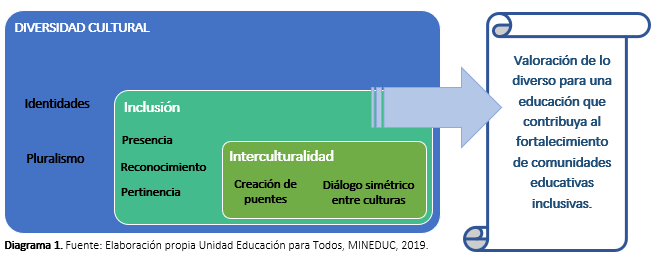 DIVERSIDAD CULTURAL
Identidades
Pluralismo
Inclusión
Presencia
Reconocimiento
Pertinencia
Interculturalidad
Creación de
puentes
Diálogo simétrico
entre culturas
Valoración de lo
diverso para una
educación que
contribuya al
fortalecimiento
de comunidades
educativas
inclusivas.
Diagrama 1. Fuente: Elaboración propia Unidad Educación para Todos, MINEDUC, 2019.